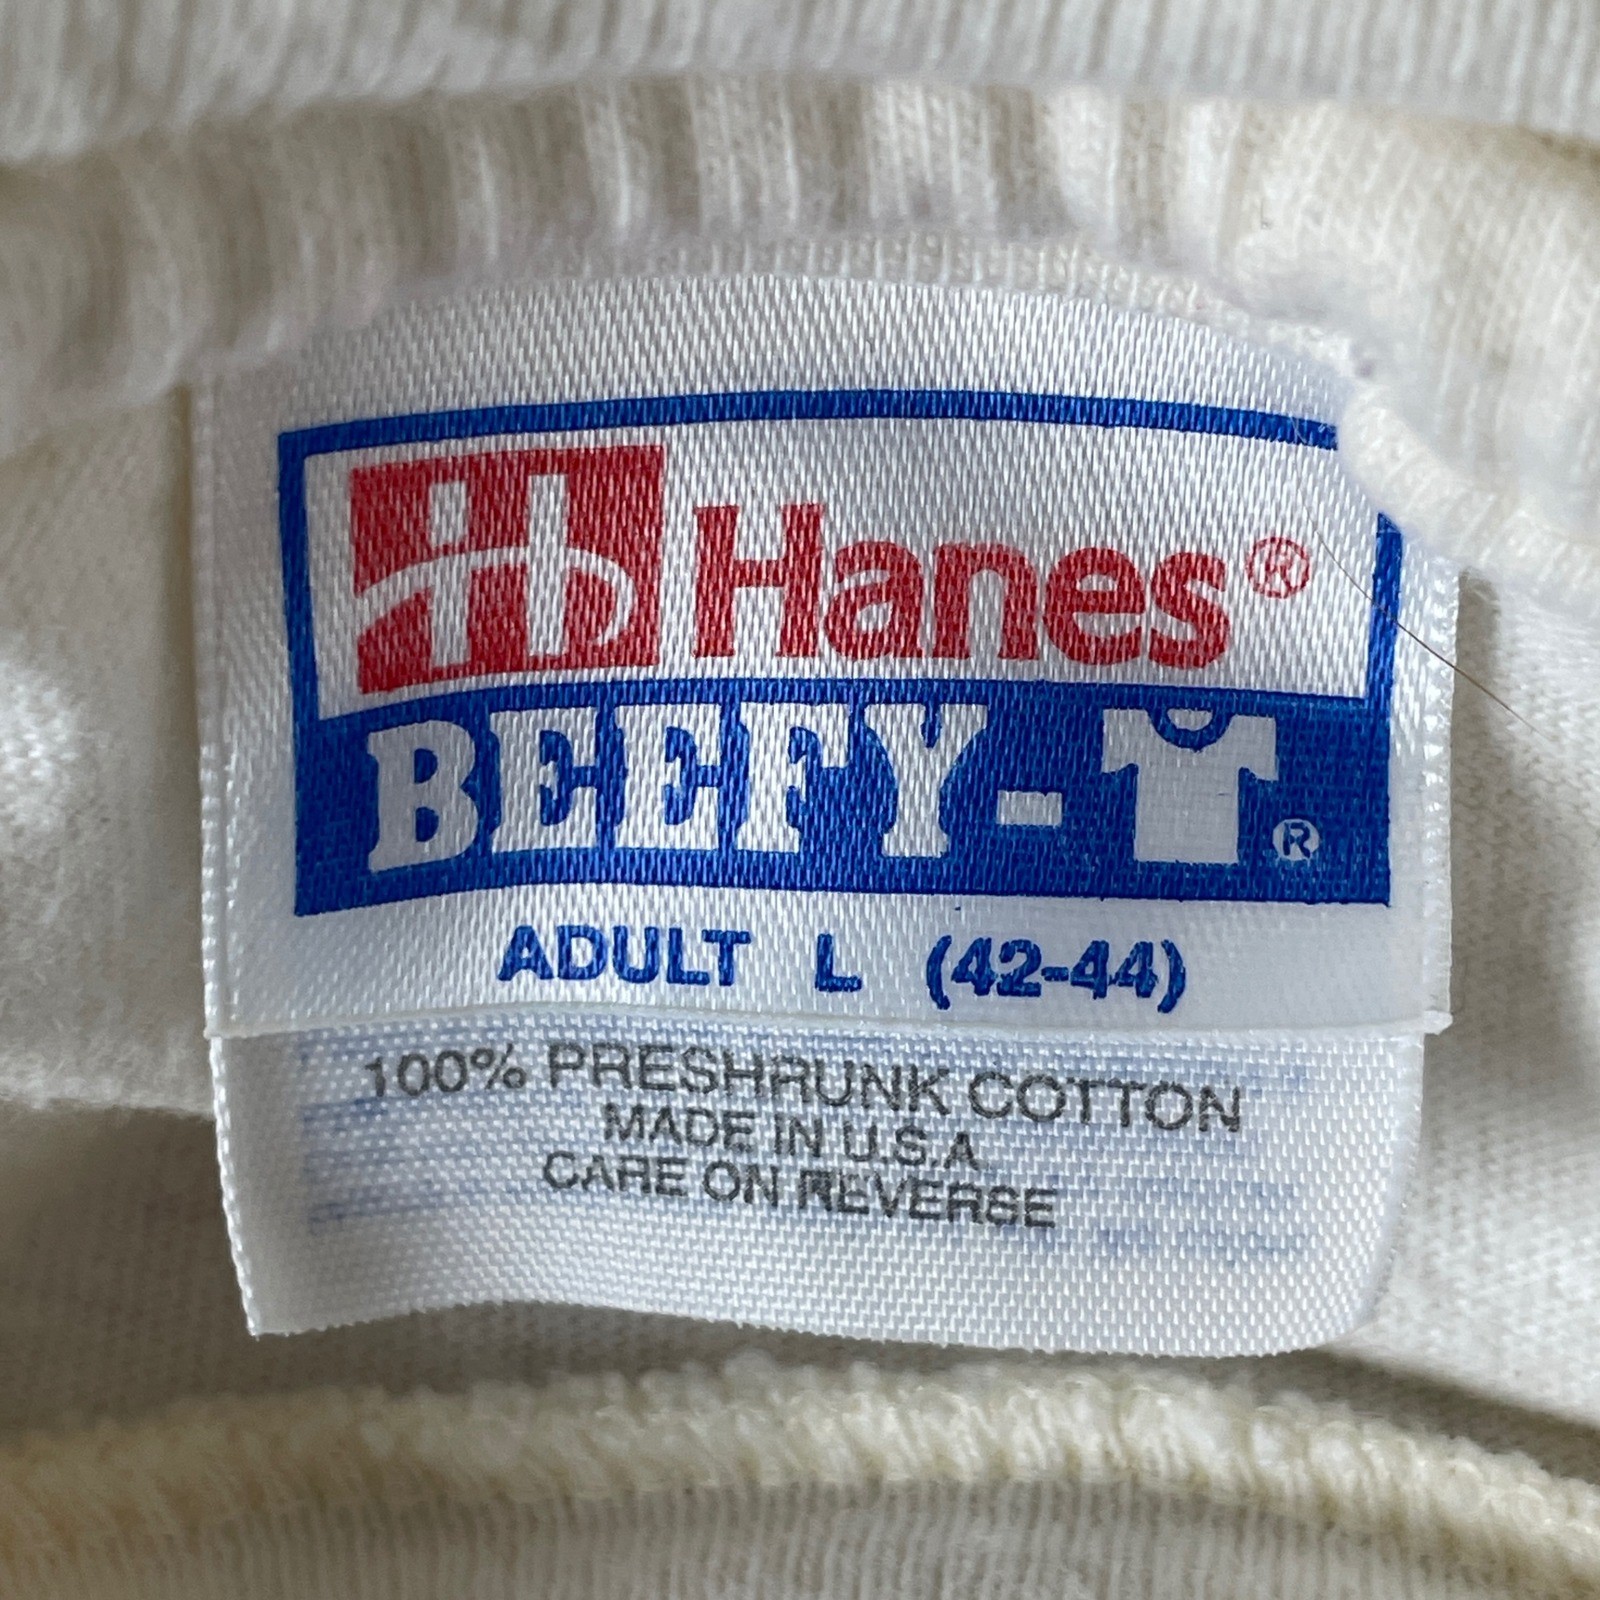 Hanes®
BEEFY-T®
ADULT L (42-44)
100% PRESHRUNK COTTON
MADE IN U.S.A.
CARE ON REVERSE